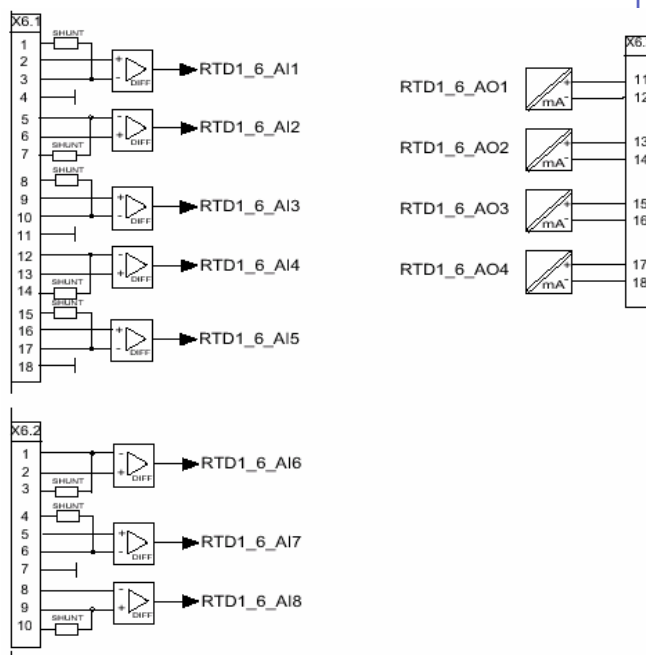 X6.1
1 SHUNT
2 +
3 - DIFF RTD1_6_AI1
4
5 -
6 + DIFF RTD1_6_AI2
7 SHUNT
8 SHUNT
9 +
10 - DIFF RTD1_6_AI3
11
12 -
13 + DIFF RTD1_6_AI4
14 SHUNT
15 SHUNT
16 +
17 - DIFF RTD1_6_AI5
18
X6.2
1 -
2 + DIFF RTD1_6_AI6
3 SHUNT
4 SHUNT
5 +
6 - DIFF RTD1_6_AI7
7
8 -
9 + DIFF RTD1_6_AI8
10 SHUNT
X6.
RTD1_6_AO1 mA + - 11 12
RTD1_6_AO2 mA + - 13 14
RTD1_6_AO3 mA + - 15 16
RTD1_6_AO4 mA + - 17 18